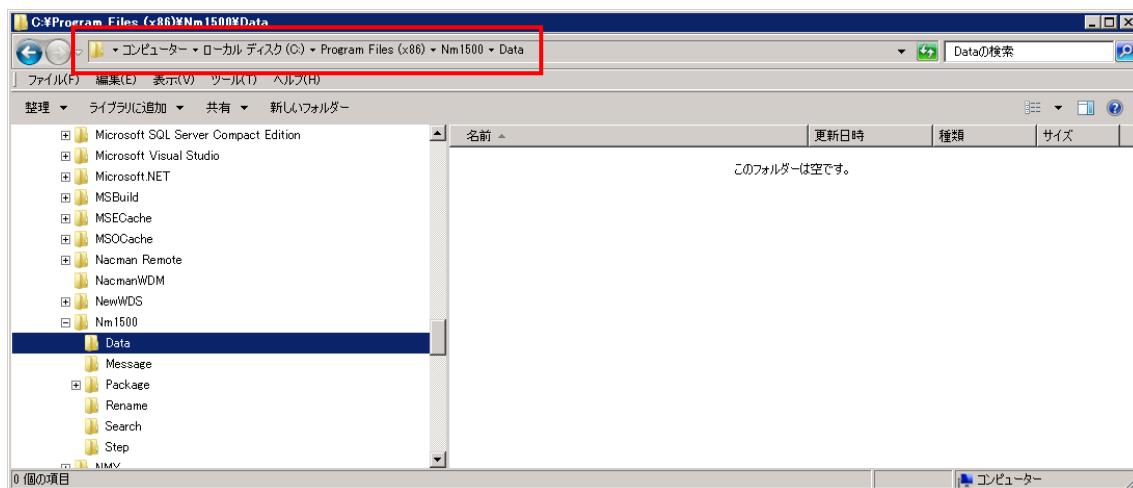 C:¥Program Files (x86)¥Nm1500¥Data
コンピューター ローカル ディスク (C:) Program Files (x86) Nm1500 Data
Dataの検索
ファイル(F) 編集(E) 表示(V) ツール(T) ヘルプ(H)
整理 ライブラリに追加 共有 新しいフォルダー
Microsoft SQL Server Compact Edition
Microsoft Visual Studio
Microsoft.NET
MSBuild
MSECache
MSOCache
Nacman Remote
NacmanWDM
NewWDS
Nm1500
Data
Message
Package
Rename
Search
Step
NMY
名前 更新日時 種類 サイズ
このフォルダーは空です。
0 個の項目
コンピューター